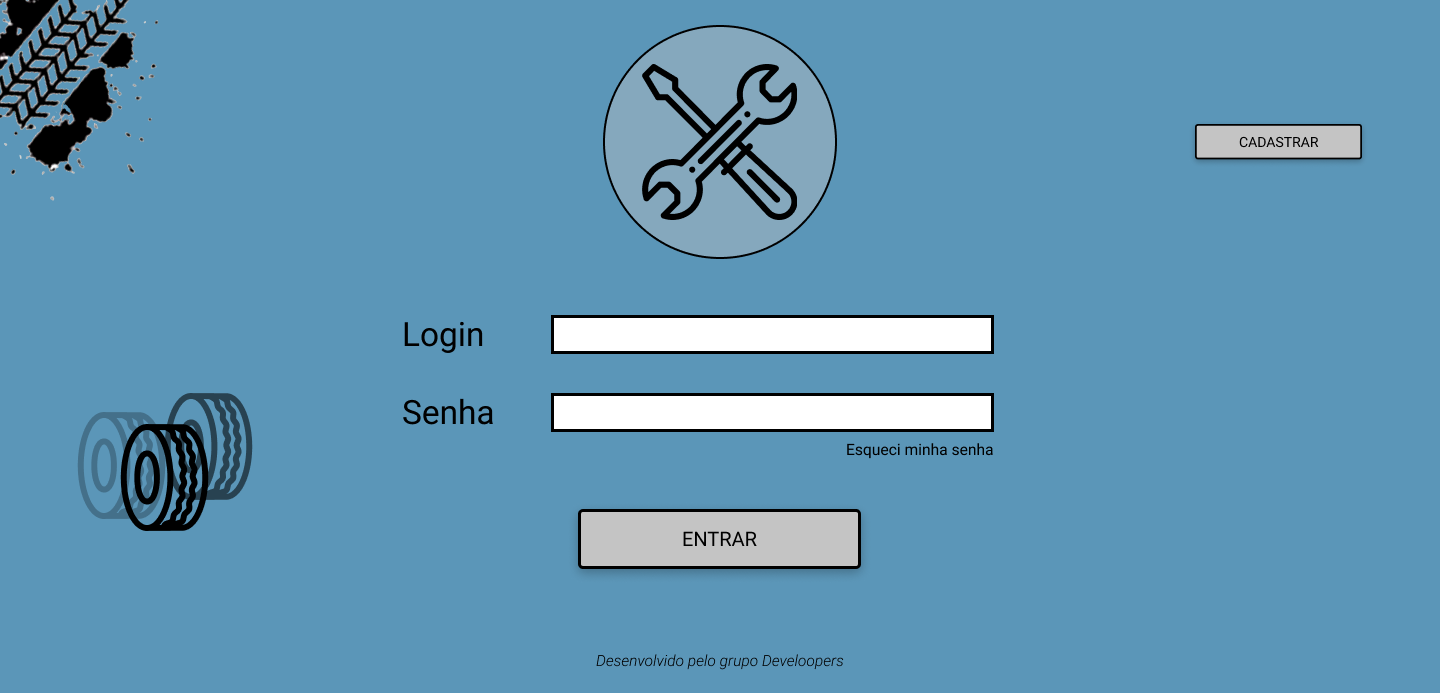 CADASTRAR
Login
Senha
Esqueci minha senha
ENTRAR
Desenvolvido pelo grupo Develoopers